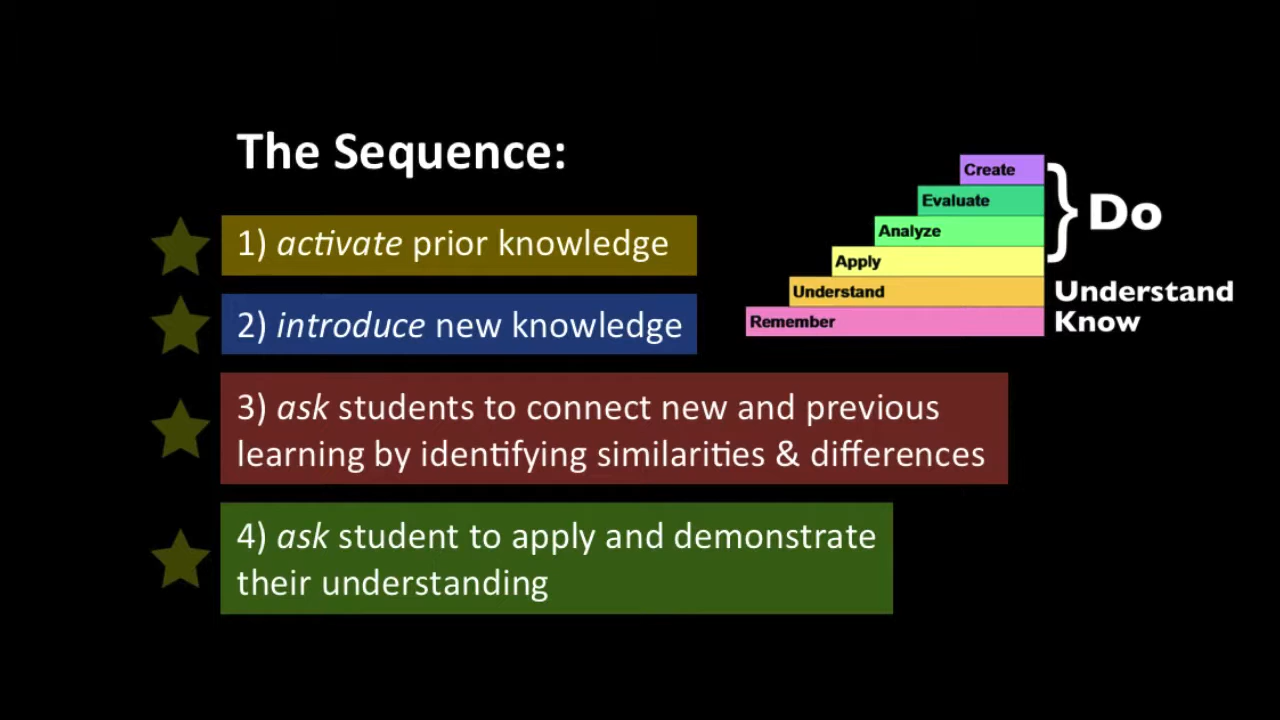 The Sequence:
1) activate prior knowledge
2) introduce new knowledge
3) ask students to connect new and previous
learning by identifying similarities & differences
4) ask student to apply and demonstrate
their understanding
Create
Evaluate
Analyze
Apply
Understand
Remember
} Do
Understand
Know